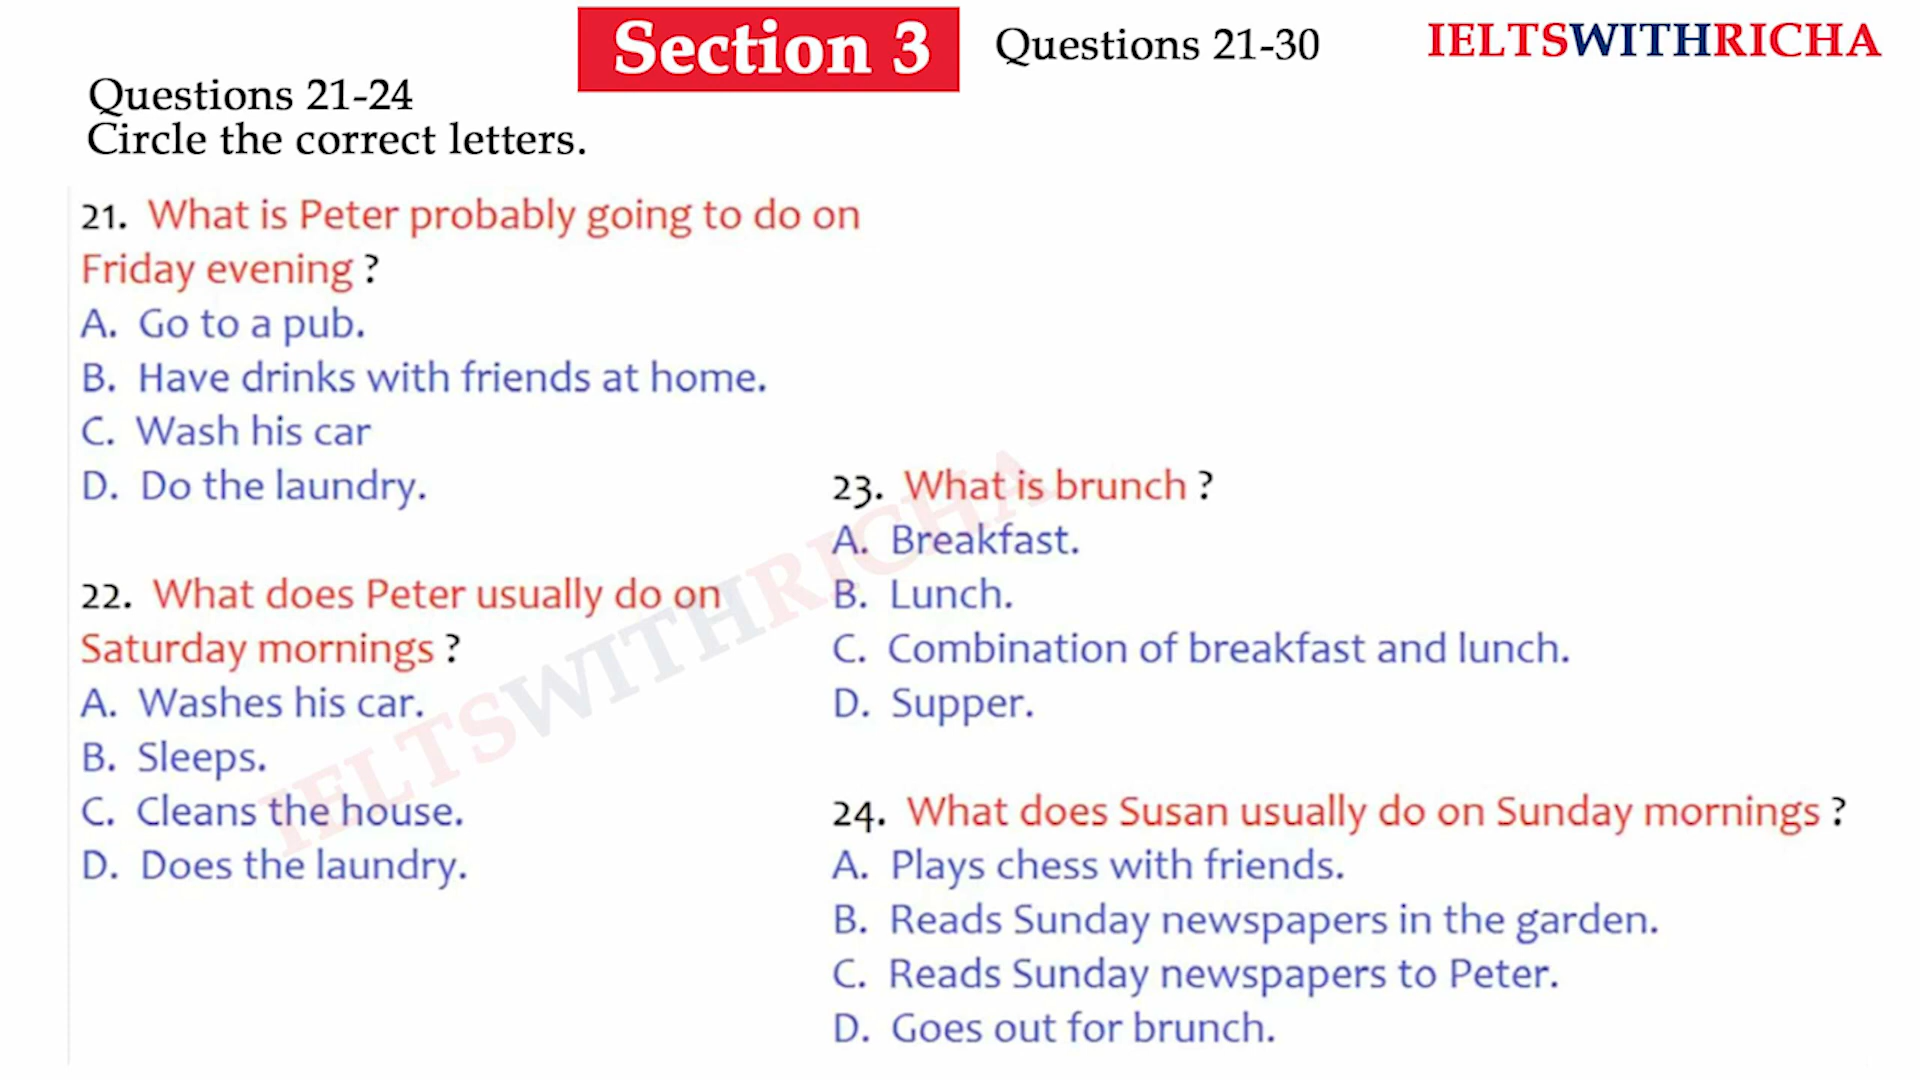 Section 3
Questions 21-30
IELTSWITHRICHA
Questions 21-24
Circle the correct letters.
21. What is Peter probably going to do on
Friday evening ?
A. Go to a pub.
B. Have drinks with friends at home.
C. Wash his car
D. Do the laundry.
22. What does Peter usually do on
Saturday mornings ?
A. Washes his car.
B. Sleeps.
C. Cleans the house.
D. Does the laundry.
23. What is brunch ?
A. Breakfast.
B. Lunch.
C. Combination of breakfast and lunch.
D. Supper.
24. What does Susan usually do on Sunday mornings ?
A. Plays chess with friends.
B. Reads Sunday newspapers in the garden.
C. Reads Sunday newspapers to Peter.
D. Goes out for brunch.
IELTSWITHRICHA